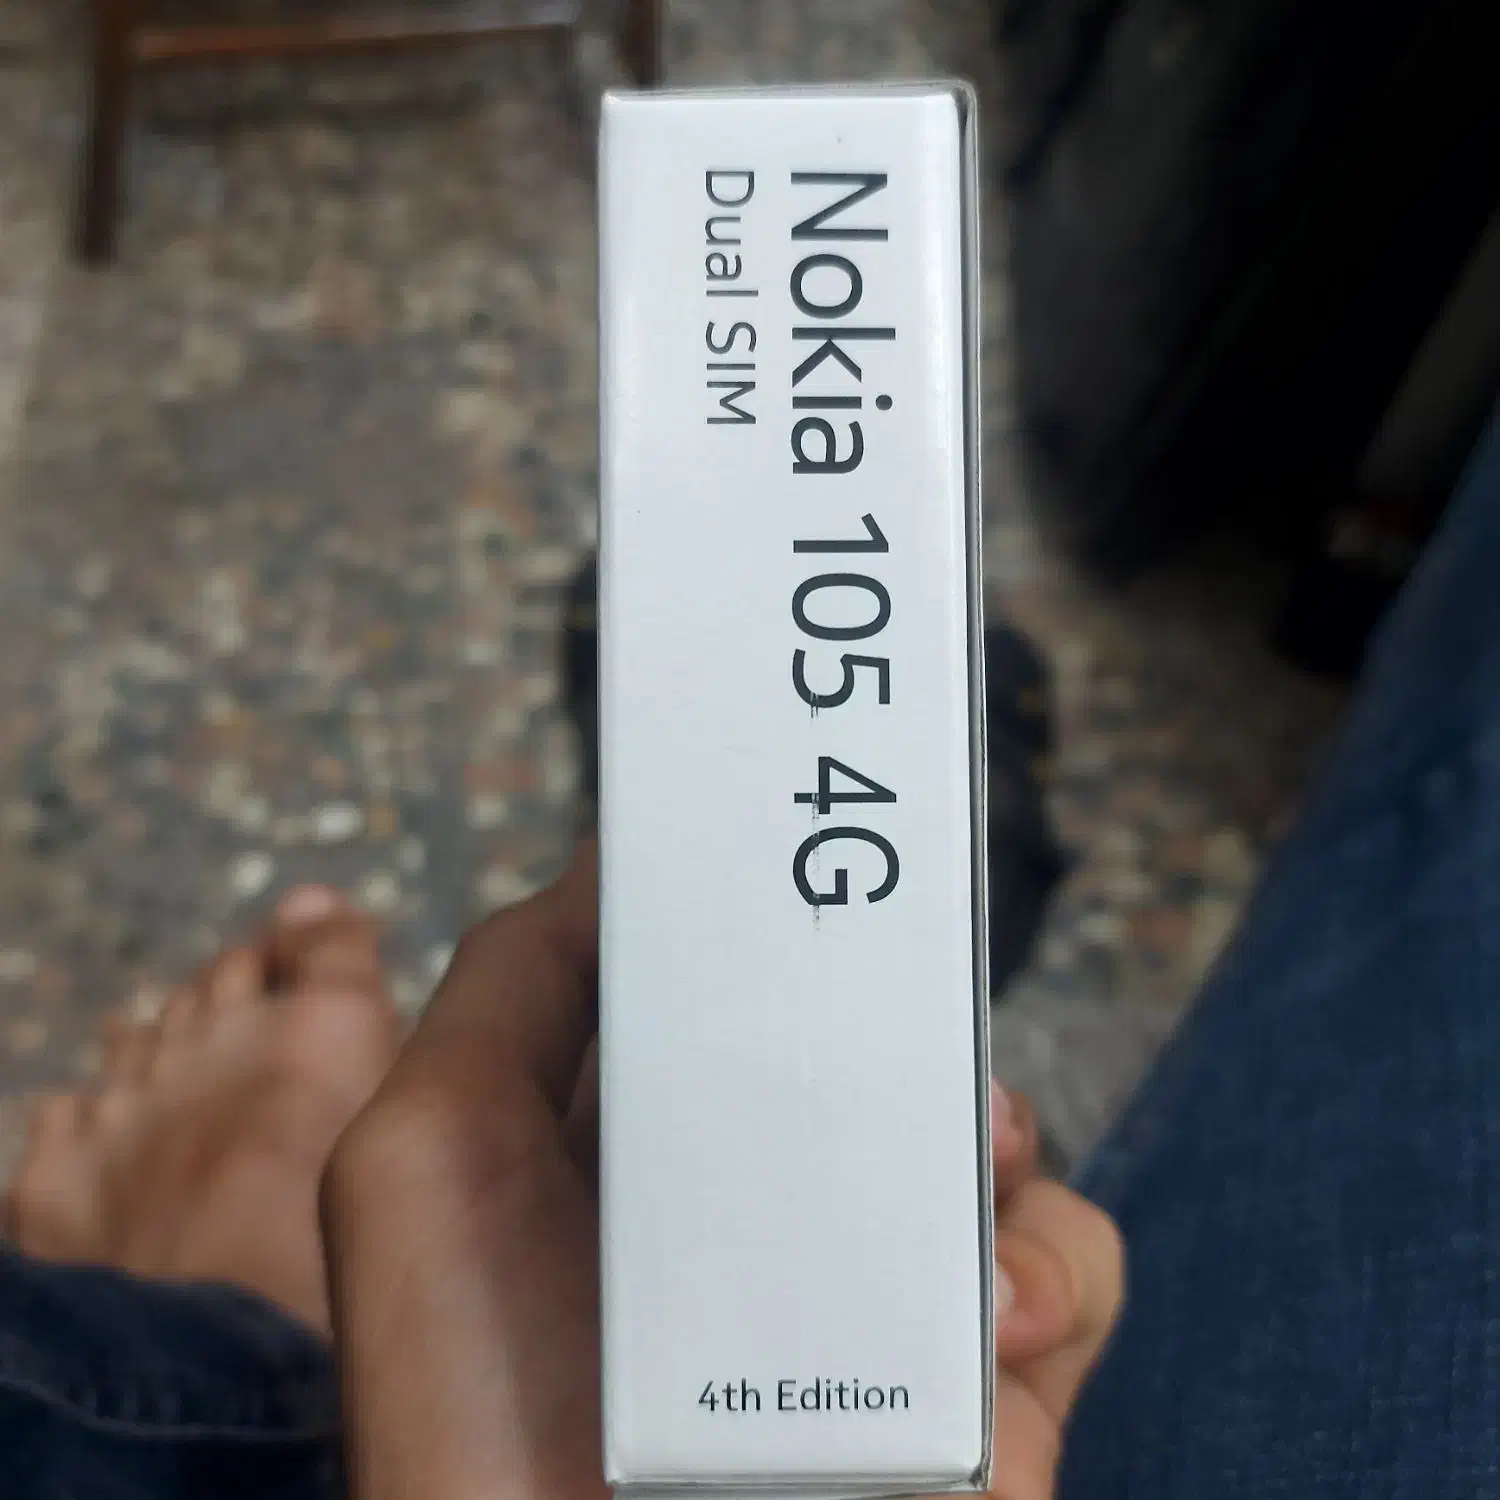 Nokia 105 4G
Dual SIM
4th Edition